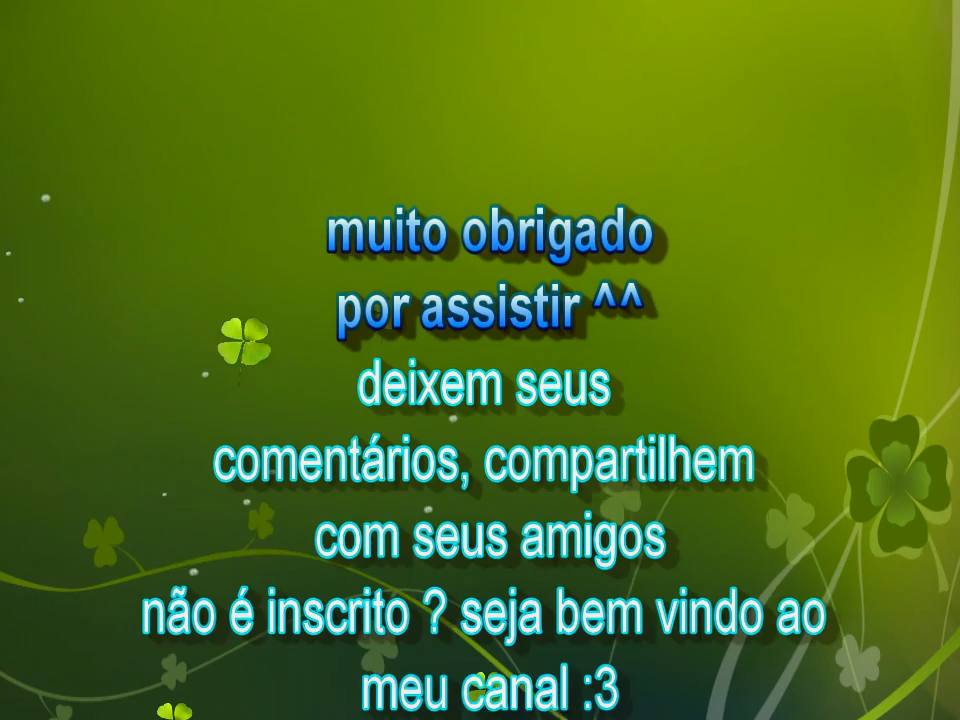 muito obrigado
por assistir ^^
deixem seus
comentários, compartilhem
com seus amigos
não é inscrito ? seja bem vindo ao
meu canal :3